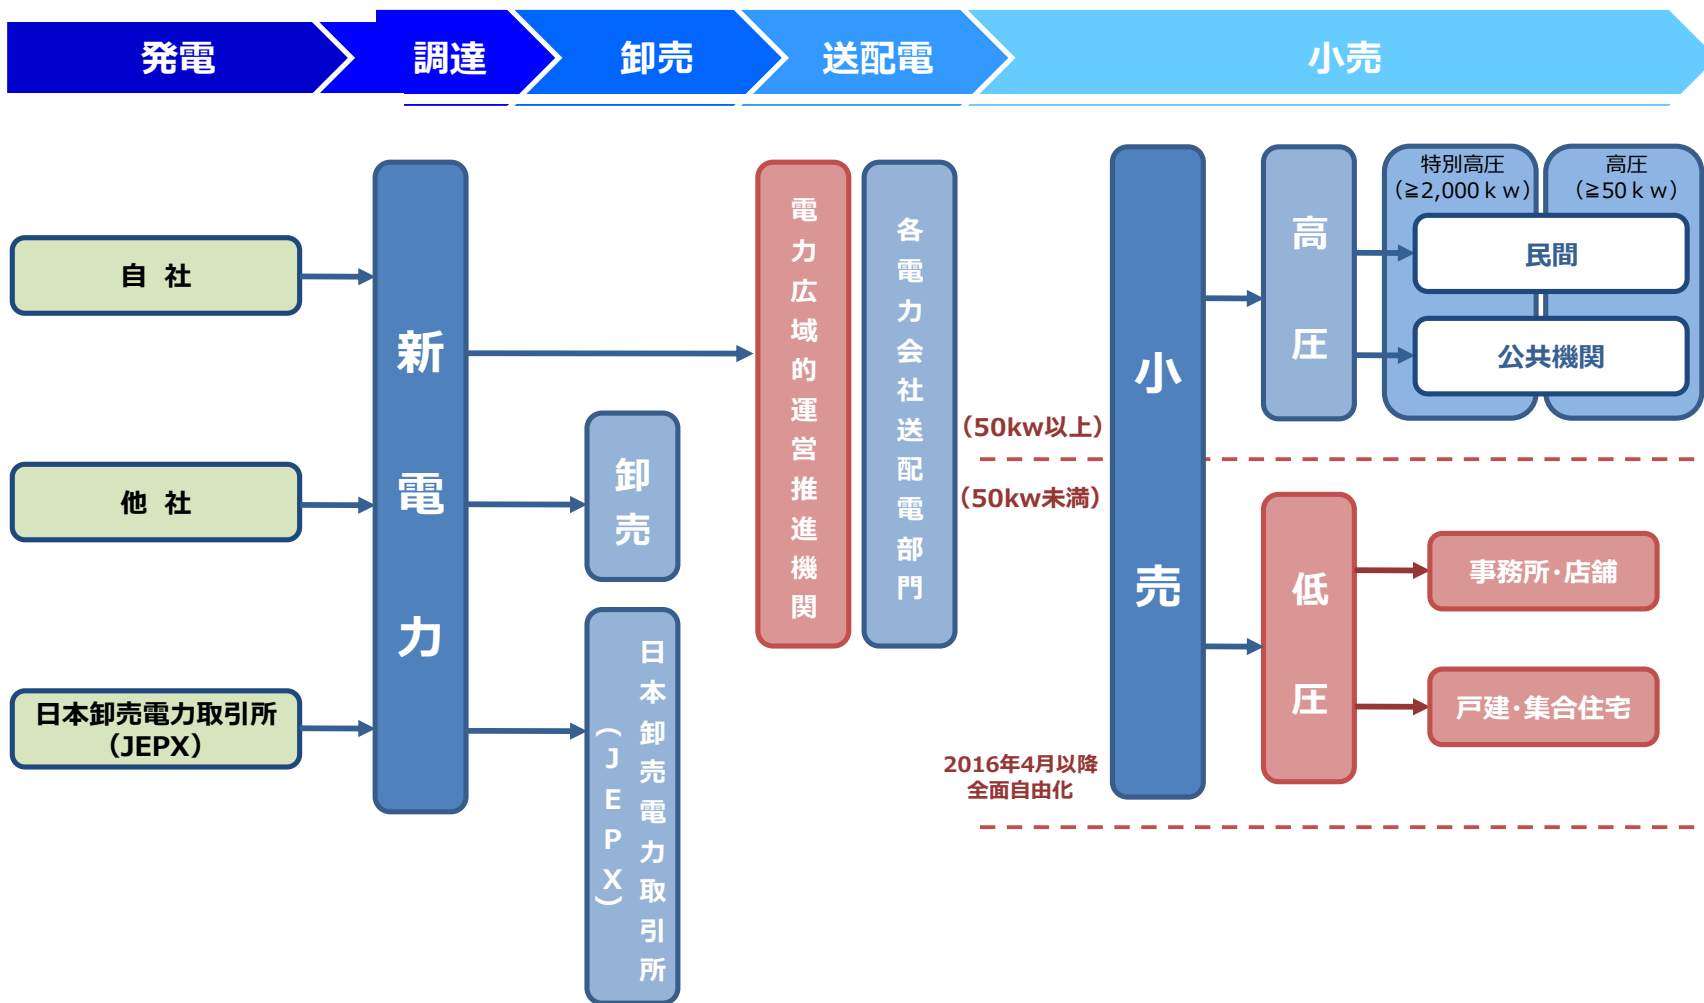 発電
調達
卸売
送配電
小売
自 社
他 社
日本卸売電力取引所
（JEPX）
新電力
卸売
日本卸売電力取引所
（JEPX）
電力広域的運営推進機関
各電力会社送配電部門
（50kw以上）
（50kw未満）
2016年4月以降
全面自由化
小売
高圧
特別高圧
（≧2,000ｋｗ）
高圧
（≧50ｋｗ）
民間
公共機関
低圧
事務所・店舗
戸建・集合住宅